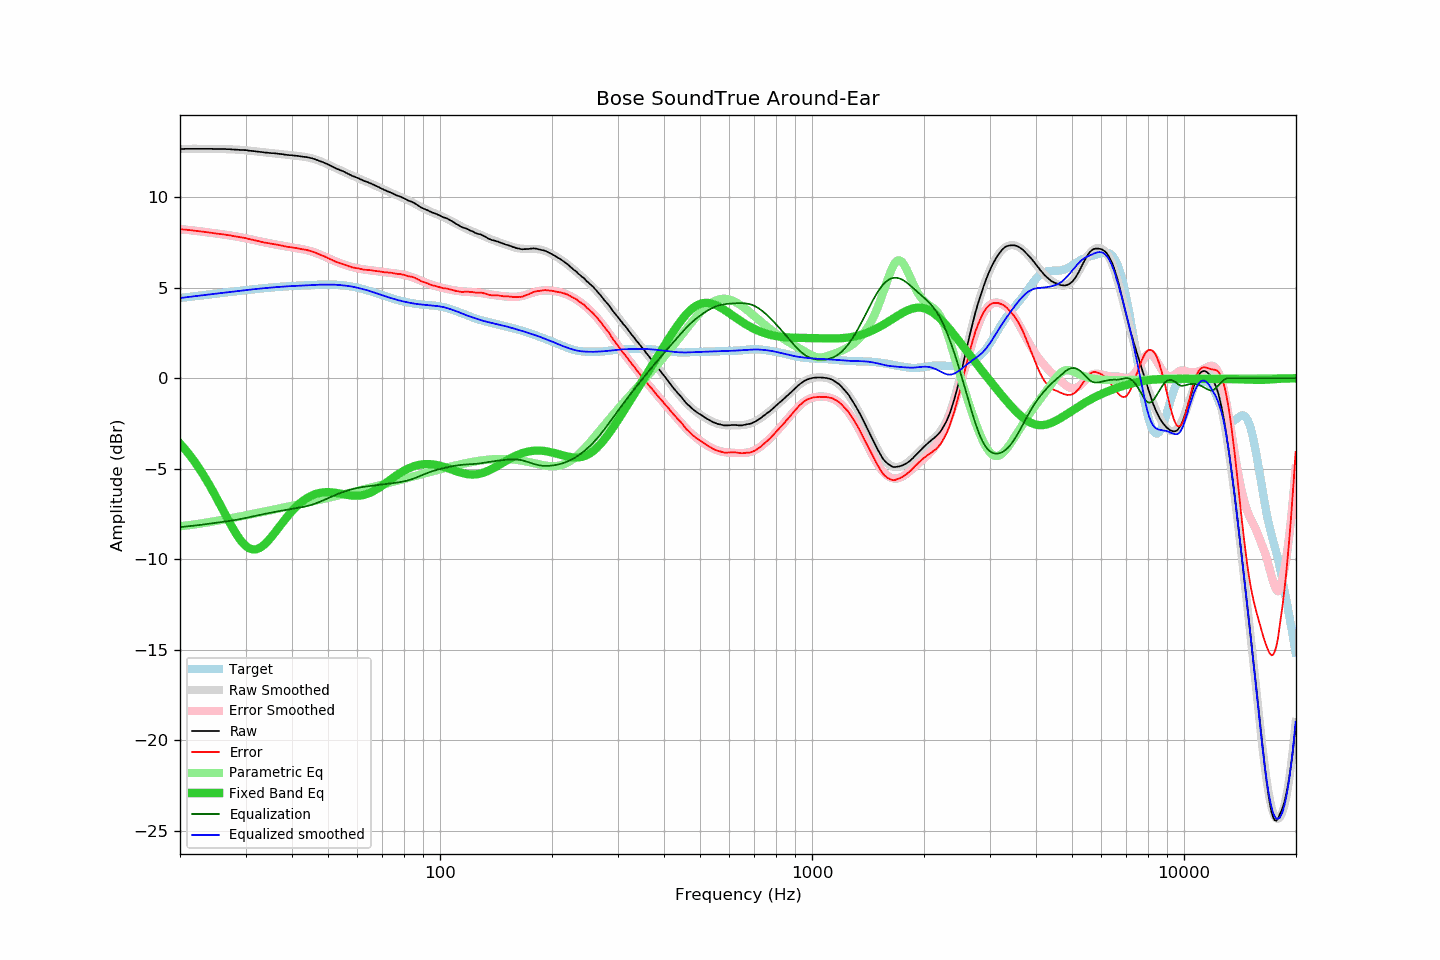 Bose SoundTrue Around-Ear
Amplitude (dBr)
10
5
0
−5
−10
−15
−20
−25
Target
Raw Smoothed
Error Smoothed
Raw
Error
Parametric Eq
Fixed Band Eq
Equalization
Equalized smoothed
100
1000
10000
Frequency (Hz)